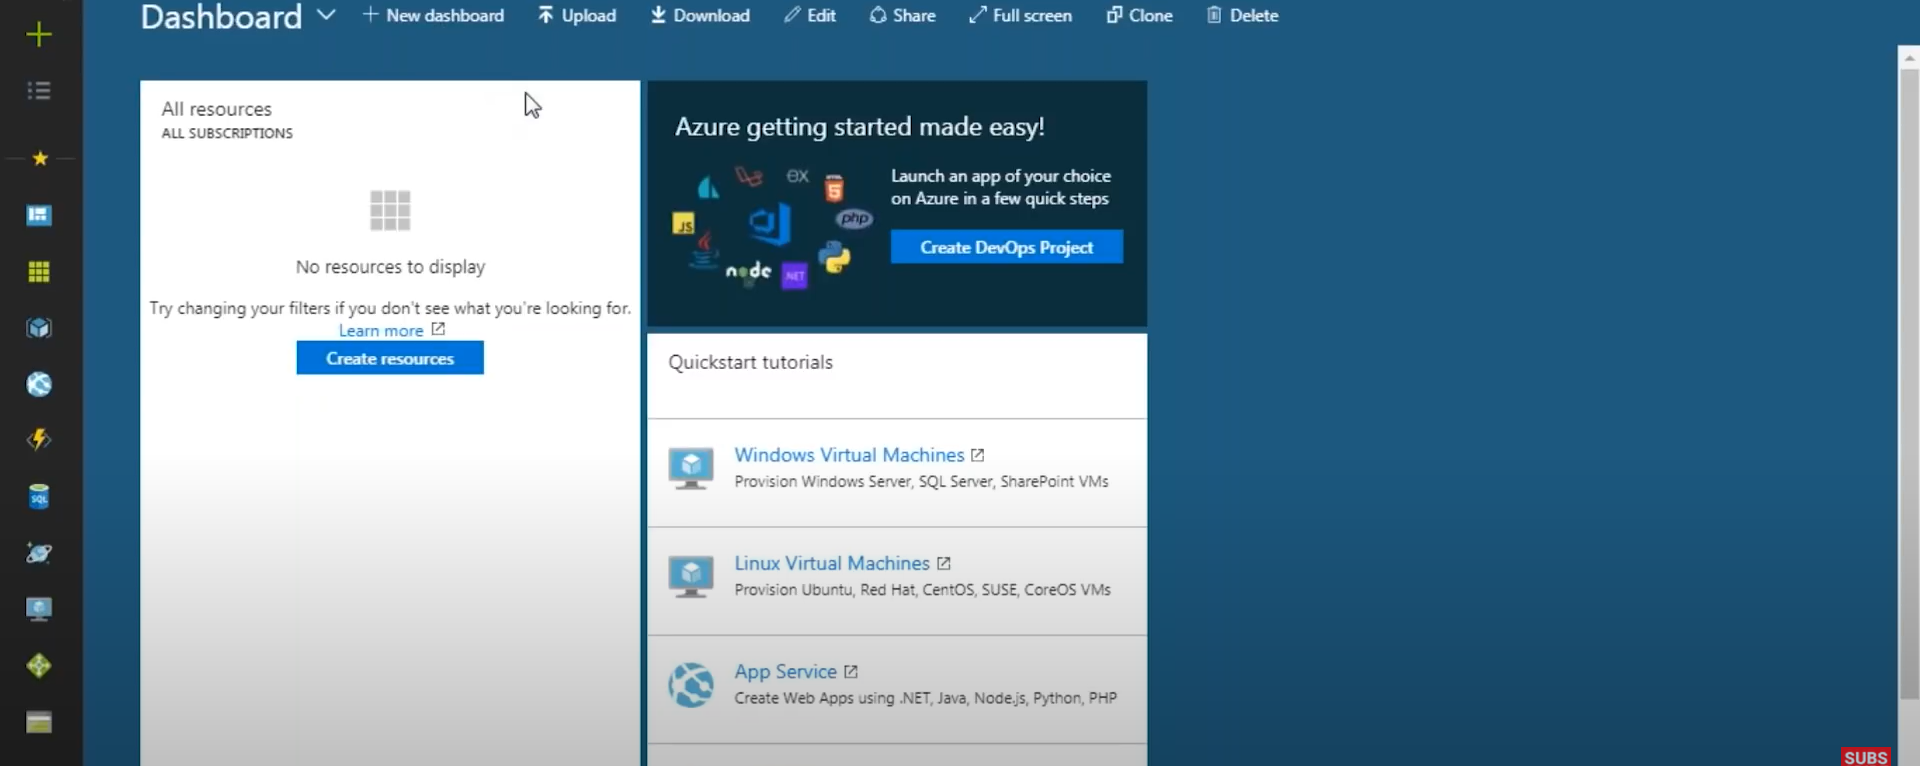 Dashboard
New dashboard
Upload
Download
Edit
Share
Full screen
Clone
Delete
All resources
ALL SUBSCRIPTIONS
No resources to display
Try changing your filters if you don't see what you're looking for.
Learn more
Create resources
Azure getting started made easy!
Launch an app of your choice
on Azure in a few quick steps
Create DevOps Project
HTML
5
JS
php
node
.NET
Quickstart tutorials
Windows Virtual Machines
Provision Windows Server, SQL Server, SharePoint VMs
Linux Virtual Machines
Provision Ubuntu, Red Hat, CentOS, SUSE, CoreOS VMs
App Service
Create Web Apps using .NET, Java, Node.js, Python, PHP
SQL
SUBS